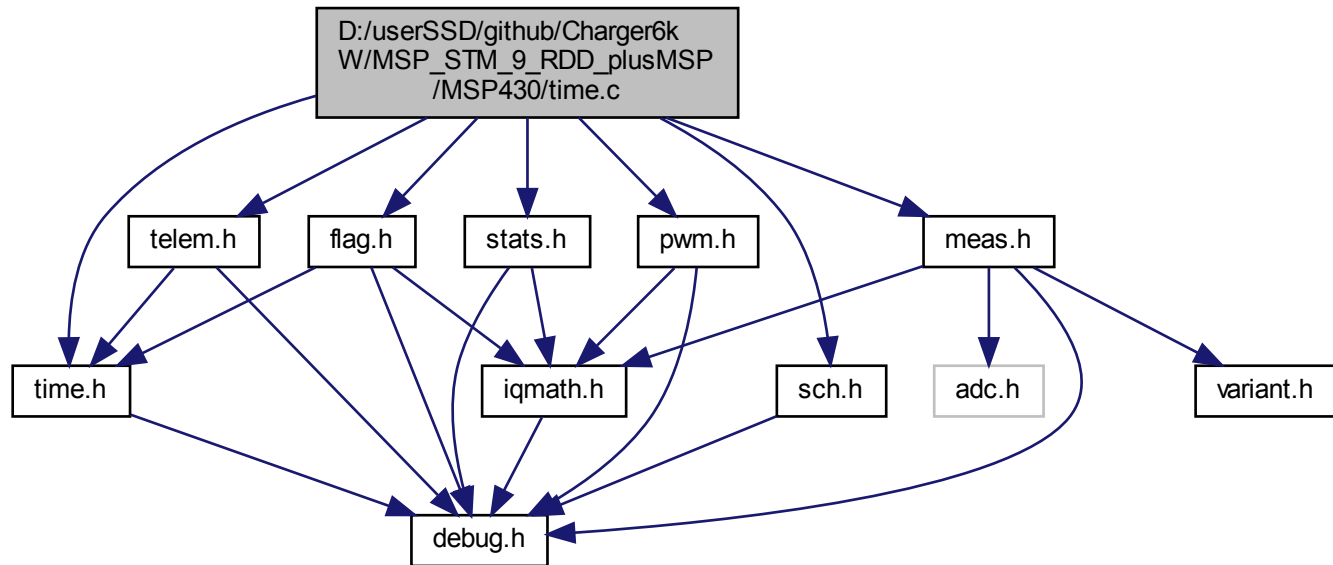 D:/userSSD/github/Charger6k
W/MSP_STM_9_RDD_plusMSP
/MSP430/time.c
telem.h
flag.h
stats.h
pwm.h
meas.h
time.h
iqmath.h
sch.h
adc.h
variant.h
debug.h